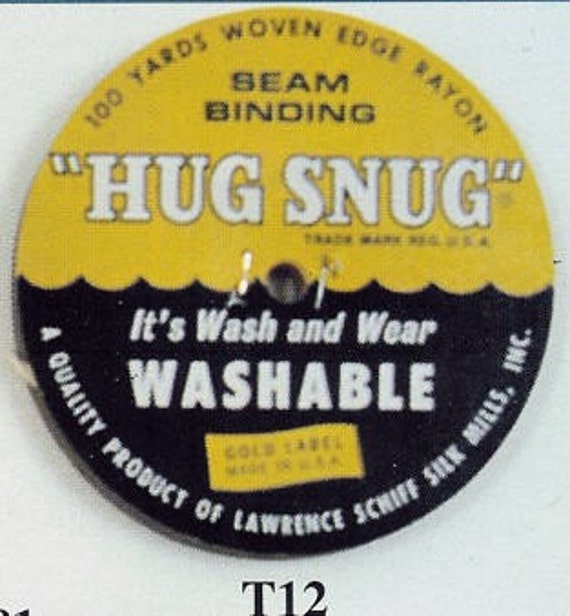 100 YARDS WOVEN EDGE RAYON
SEAM
BINDING
"HUG SNUG"
TRADE MARK REG. U.S.A.
It's Wash and Wear
WASHABLE
GOLD LABEL
MADE IN U.S.A.
A QUALITY PRODUCT OF LAWRENCE SCHIFF SILK MILLS, INC.
T12